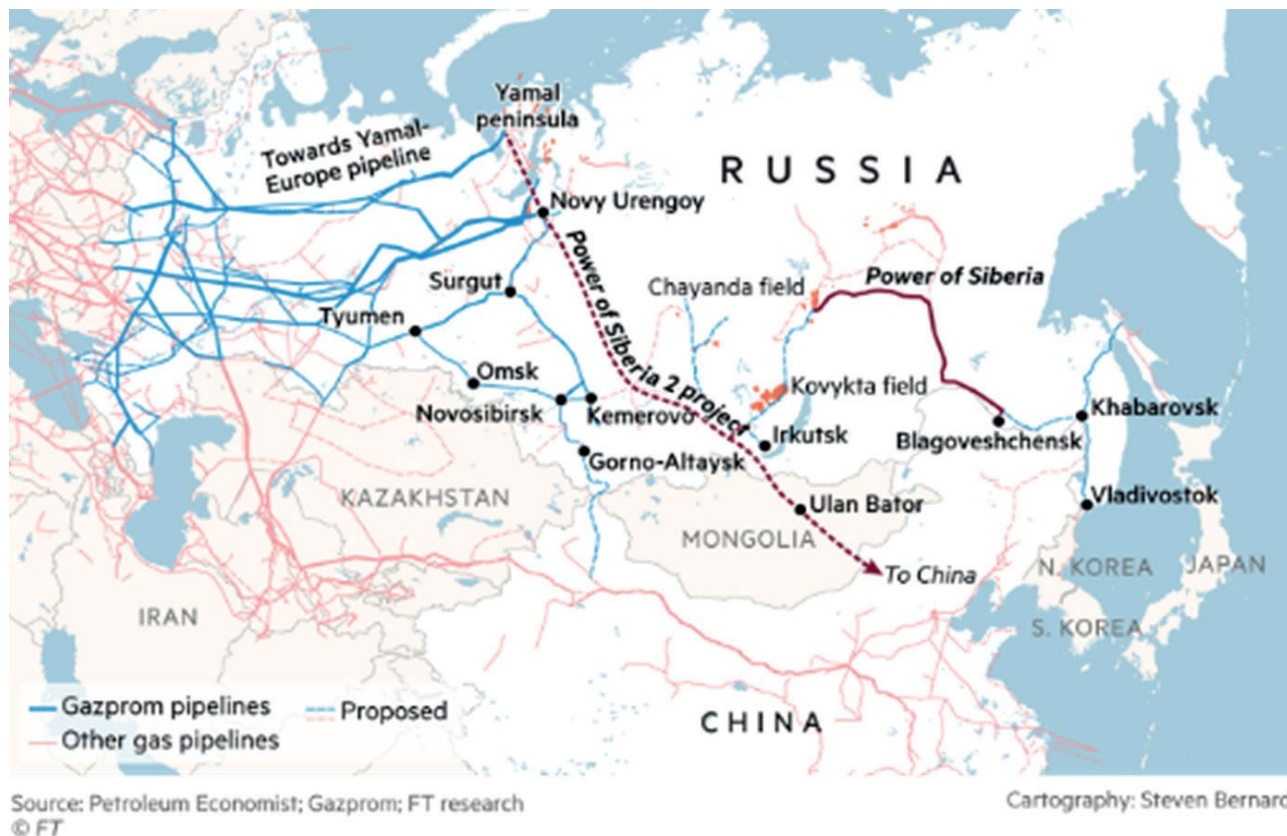 Yamal
peninsula
Towards Yamal-
Europe pipeline
RUSSIA
Novy Urengoy
Power of Siberia 2 project
Power of Siberia
Chayanda field
Surgut
Tyumen
Omsk
Kovykta field
Novosibirsk
Kemerovo
Khabarovsk
Irkutsk
Blagoveshchensk
Gorno-Altaysk
KAZAKHSTAN
Ulan Bator
Vladivostok
MONGOLIA
To China
N. KOREA
JAPAN
IRAN
S. KOREA
Gazprom pipelines
Proposed
Other gas pipelines
CHINA
Source: Petroleum Economist; Gazprom; FT research
Cartography: Steven Bernard
© FT